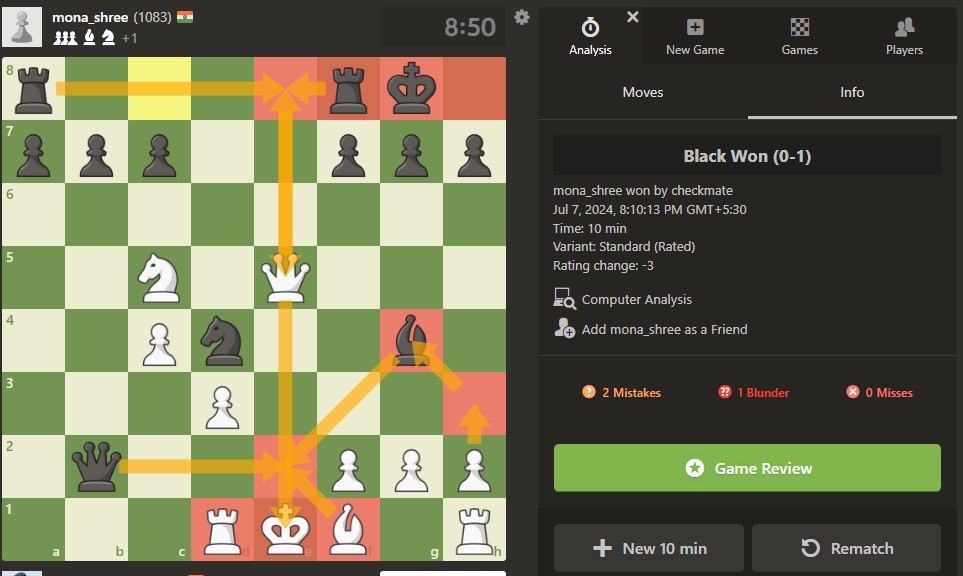 mona_shree (1083)
+1
8:50
8
7
6
5
4
3
2
1
a
b
c
d
e
f
g
h
Analysis
New Game
Games
Players
Moves
Info
Black Won (0-1)
mona_shree won by checkmate
Jul 7, 2024, 8:10:13 PM GMT+5:30
Time: 10 min
Variant: Standard (Rated)
Rating change: -3
Computer Analysis
Add mona_shree as a Friend
? 2 Mistakes
?? 1 Blunder
0 Misses
Game Review
New 10 min
Rematch